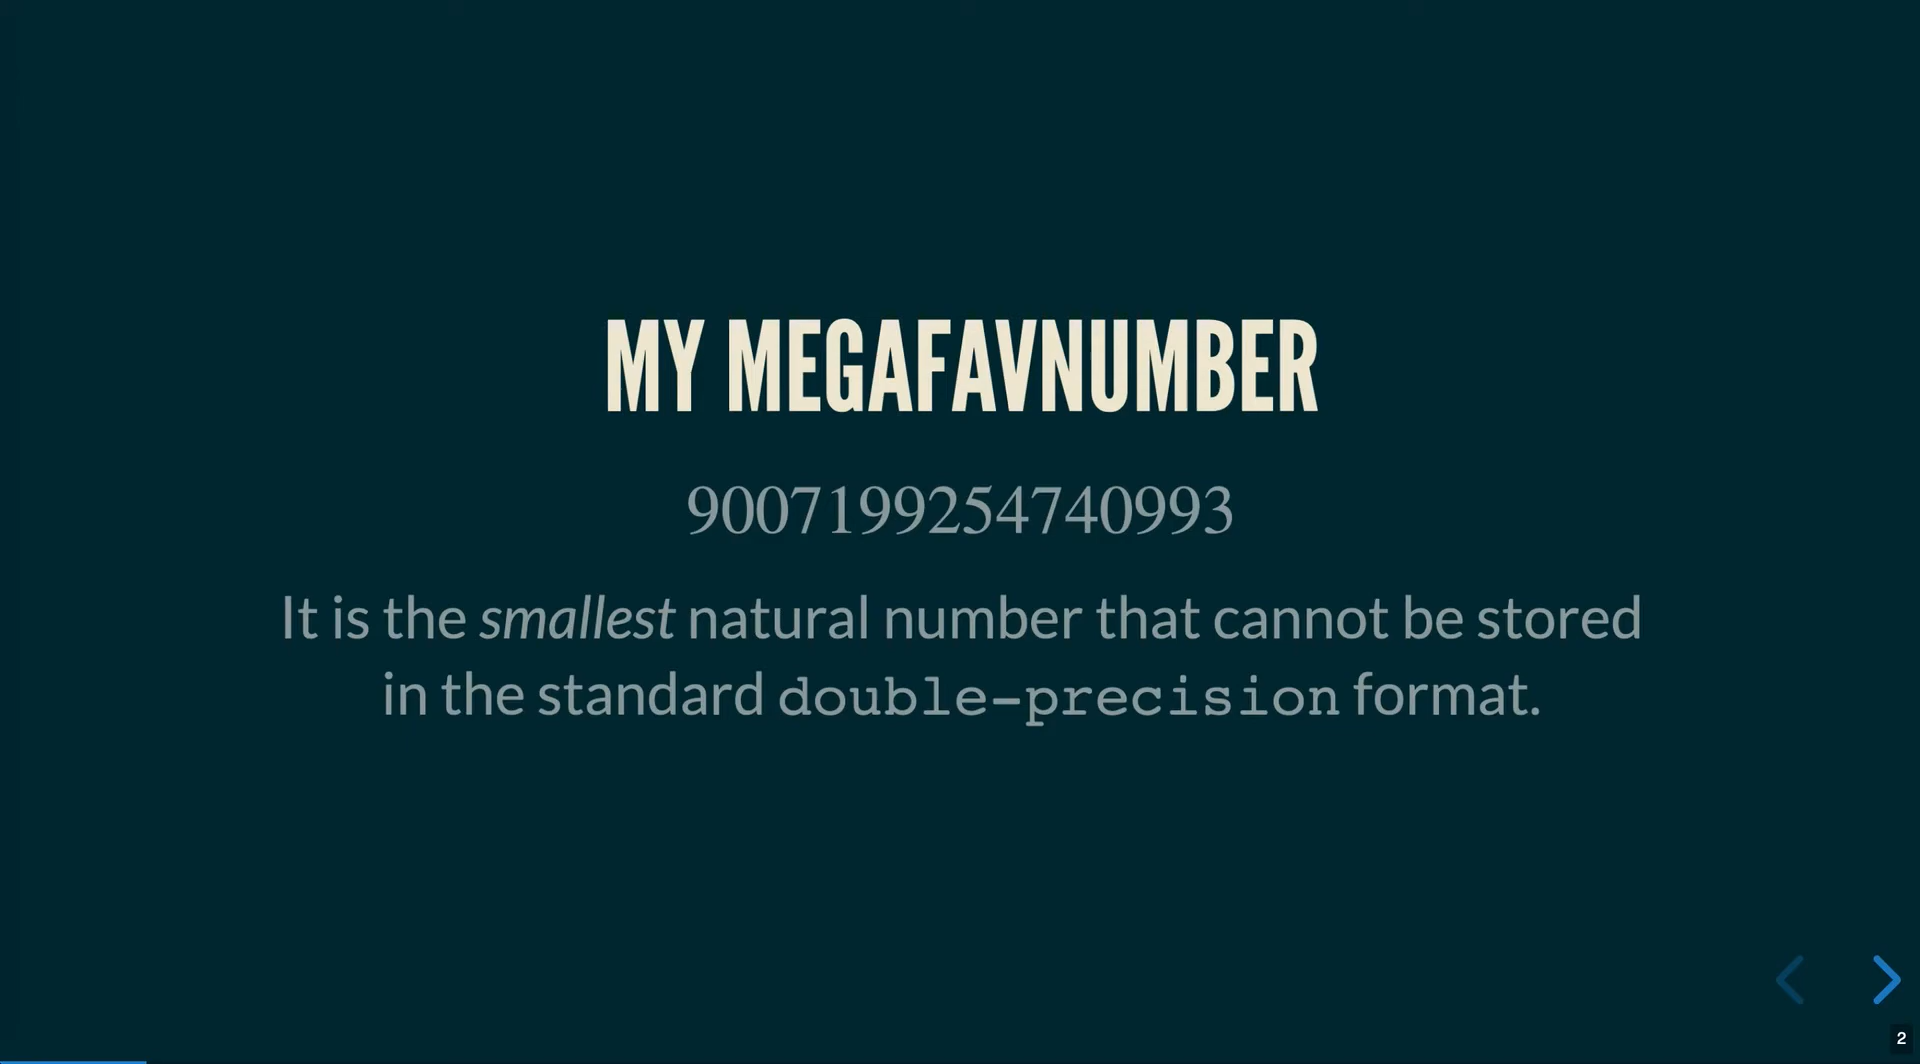 MY MEGAFAVNUMBER
9007199254740993
It is the smallest natural number that cannot be stored
in the standard double-precision format.
2